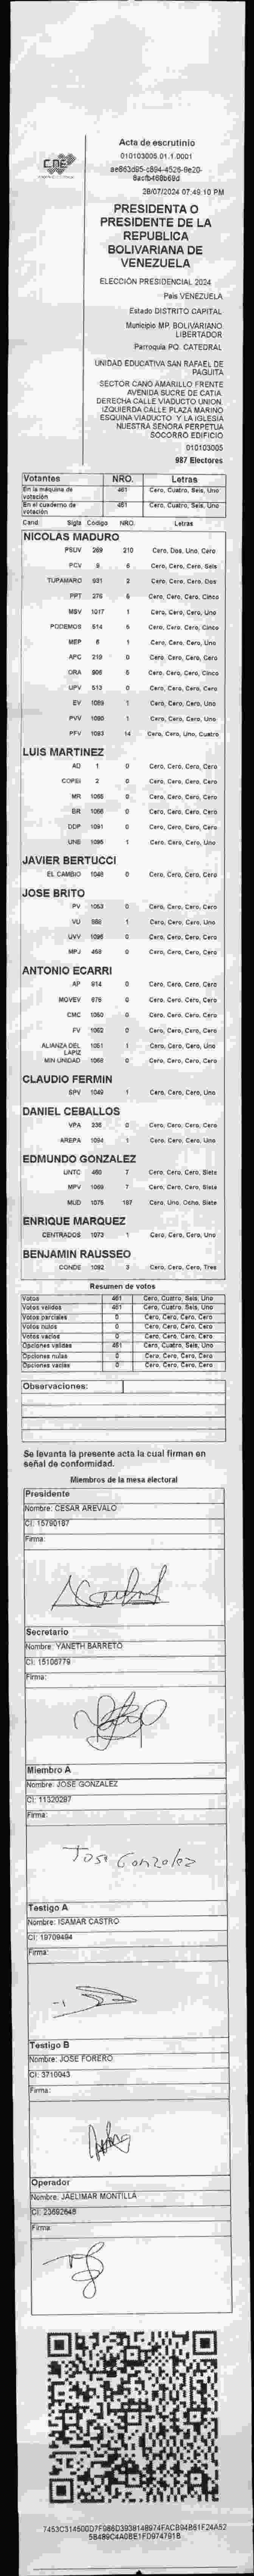 CNE
Acta de escrutinio
010103005.01.1.0001
28/07/2024 07:49:10 PM
PRESIDENTA O
PRESIDENTE DE LA
REPUBLICA
BOLIVARIANA DE
VENEZUELA
ELECCIÓN PRESIDENCIAL 2024
País VENEZUELA
Estado DISTRITO CAPITAL
Municipio MP. BOLIVARIANO
LIBERTADOR
Parroquia PQ. CATEDRAL
UNIDAD EDUCATIVA SAN RAFAEL DE
PAGUITA
SECTOR CAÑO AMARILLO FRENTE
AVENIDA SUCRE DE CATIA
DERECHA CALLE VIADUCTO UNION.
IZQUIERDA CALLE PLAZA MARINO
ESQUINA VIADUCTO Y LA IGLESIA
NUESTRA SEÑORA PERPETUA
SOCORRO EDIFICIO
010103005
987 Electores
Votantes NRO. Letras
En la máquina de votación 461 Cero, Cuatro, Seis, Uno
En el cuaderno de votación 461 Cero, Cuatro, Seis, Uno
Cand Sigla Código NRO. Letras
NICOLAS MADURO
PSUV 269 210 Cero, Dos, Uno, Cero
PCV 9 6 Cero, Cero, Cero, Seis
TUPAMARO 931 2 Cero, Cero, Cero, Dos
PPT 275 5 Cero, Cero, Cero, Cinco
MSV 1017 1 Cero, Cero, Cero, Uno
PODEMOS 514 5 Cero, Cero, Cero, Cinco
MEP 6 1 Cero, Cero, Cero, Uno
APC 219 0 Cero, Cero, Cero, Cero
ORA 906 5 Cero, Cero, Cero, Cinco
UPV 513 0 Cero, Cero, Cero, Cero
EV 1089 1 Cero, Cero, Cero, Uno
PVV 1090 1 Cero, Cero, Cero, Uno
PFV 1093 14 Cero, Cero, Uno, Cuatro
LUIS MARTINEZ
AD 1 0 Cero, Cero, Cero, Cero
COPEI 2 0 Cero, Cero, Cero, Cero
MR 1065 0 Cero, Cero, Cero, Cero
BR 1056 0 Cero, Cero, Cero, Cero
DDP 1091 0 Cero, Cero, Cero, Cero
UNE 1095 1 Cero, Cero, Cero, Uno
JAVIER BERTUCCI
EL CAMBIO 1048 0 Cero, Cero, Cero, Cero
JOSE BRITO
PV 1053 0 Cero, Cero, Cero, Cero
VU 988 1 Cero, Cero, Cero, Uno
UVV 1096 0 Cero, Cero, Cero, Cero
MPJ 458 0 Cero, Cero, Cero, Cero
ANTONIO ECARRI
AP 914 0 Cero, Cero, Cero, Cero
MOVEV 676 0 Cero, Cero, Cero, Cero
CMC 1050 0 Cero, Cero, Cero, Cero
FV 1062 0 Cero, Cero, Cero, Cero
ALIANZA DEL LAPIZ 1051 1 Cero, Cero, Cero, Uno
MIN UNIDAD 1068 0 Cero, Cero, Cero, Cero
CLAUDIO FERMIN
SPV 1049 1 Cero, Cero, Cero, Uno
DANIEL CEBALLOS
VPA 236 0 Cero, Cero, Cero, Cero
AREPA 1094 1 Cero, Cero, Cero, Uno
EDMUNDO GONZALEZ
UNTC 460 7 Cero, Cero, Cero, Siete
MPV 1069 7 Cero, Cero, Cero, Siete
MUD 1075 187 Cero, Uno, Ocho, Siete
ENRIQUE MARQUEZ
CENTRADOS 1073 1 Cero, Cero, Cero, Uno
BENJAMIN RAUSSEO
CONDE 1092 3 Cero, Cero, Cero, Tres
Resumen de votos
Votos 461 Cero, Cuatro, Seis, Uno
Votos validos 461 Cero, Cuatro, Seis, Uno
Votos parciales 0 Cero, Cero, Cero, Cero
Votos nulos 0 Cero, Cero, Cero, Cero
Votos vacíos 0 Cero, Cero, Cero, Cero
Opciones validas 461 Cero, Cuatro, Seis, Uno
Opciones nulas 0 Cero, Cero, Cero, Cero
Opciones vacías 0 Cero, Cero, Cero, Cero
Observaciones:
Se levanta la presente acta la cual firman en
señal de conformidad.
Miembros de la mesa electoral
Presidente
Nombre: CESAR AREVALO
CI: 15790187
Firma:
Secretario
Nombre: YANETH BARRETO
CI: 15106779
Firma:
Miembro A
Nombre: JOSE GONZALEZ
CI: 11320287
Firma:
Jose Gonzalez
Testigo A
Nombre: ISAMAR CASTRO
CI: 19709494
Firma:
Testigo B
Nombre: JOSE FORERO
CI: 3710043
Firma:
Operador
Nombre: JAELIMAR MONTILLA
CI: 23692646
Firma: